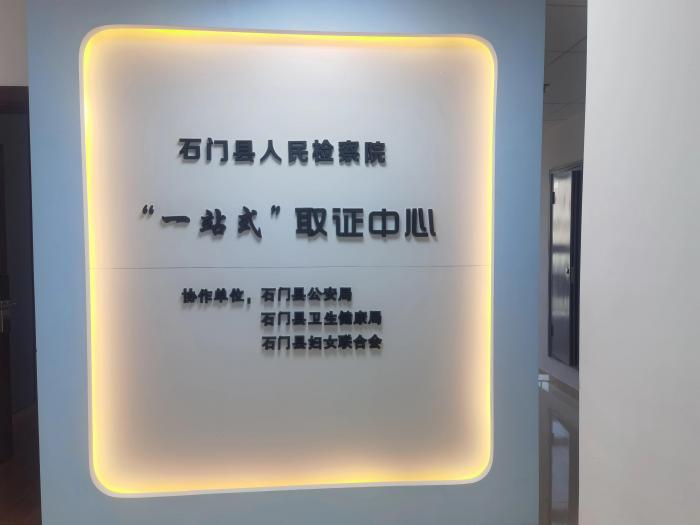 石门县人民检察院
“一站式”取证中心
协作单位，石门县公安局
石门县卫生健康局
石门县妇女联合会